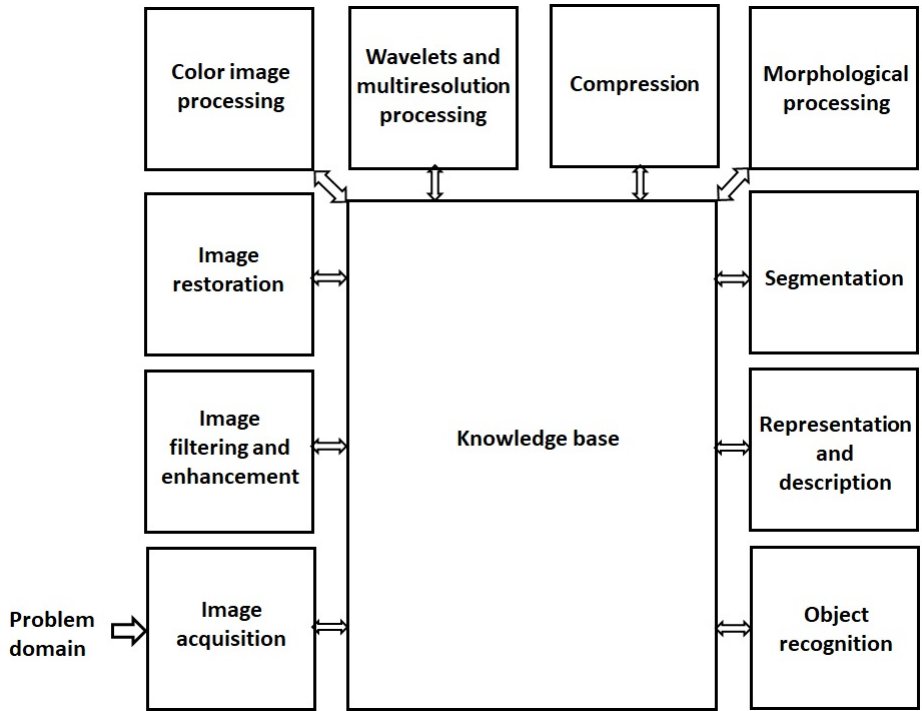 Color image
processing
Wavelets and
multiresolution
processing
Compression
Morphological
processing
Image
restoration
Segmentation
Image
filtering and
enhancement
Knowledge base
Representation
and
description
Problem
domain
Image
acquisition
Object
recognition